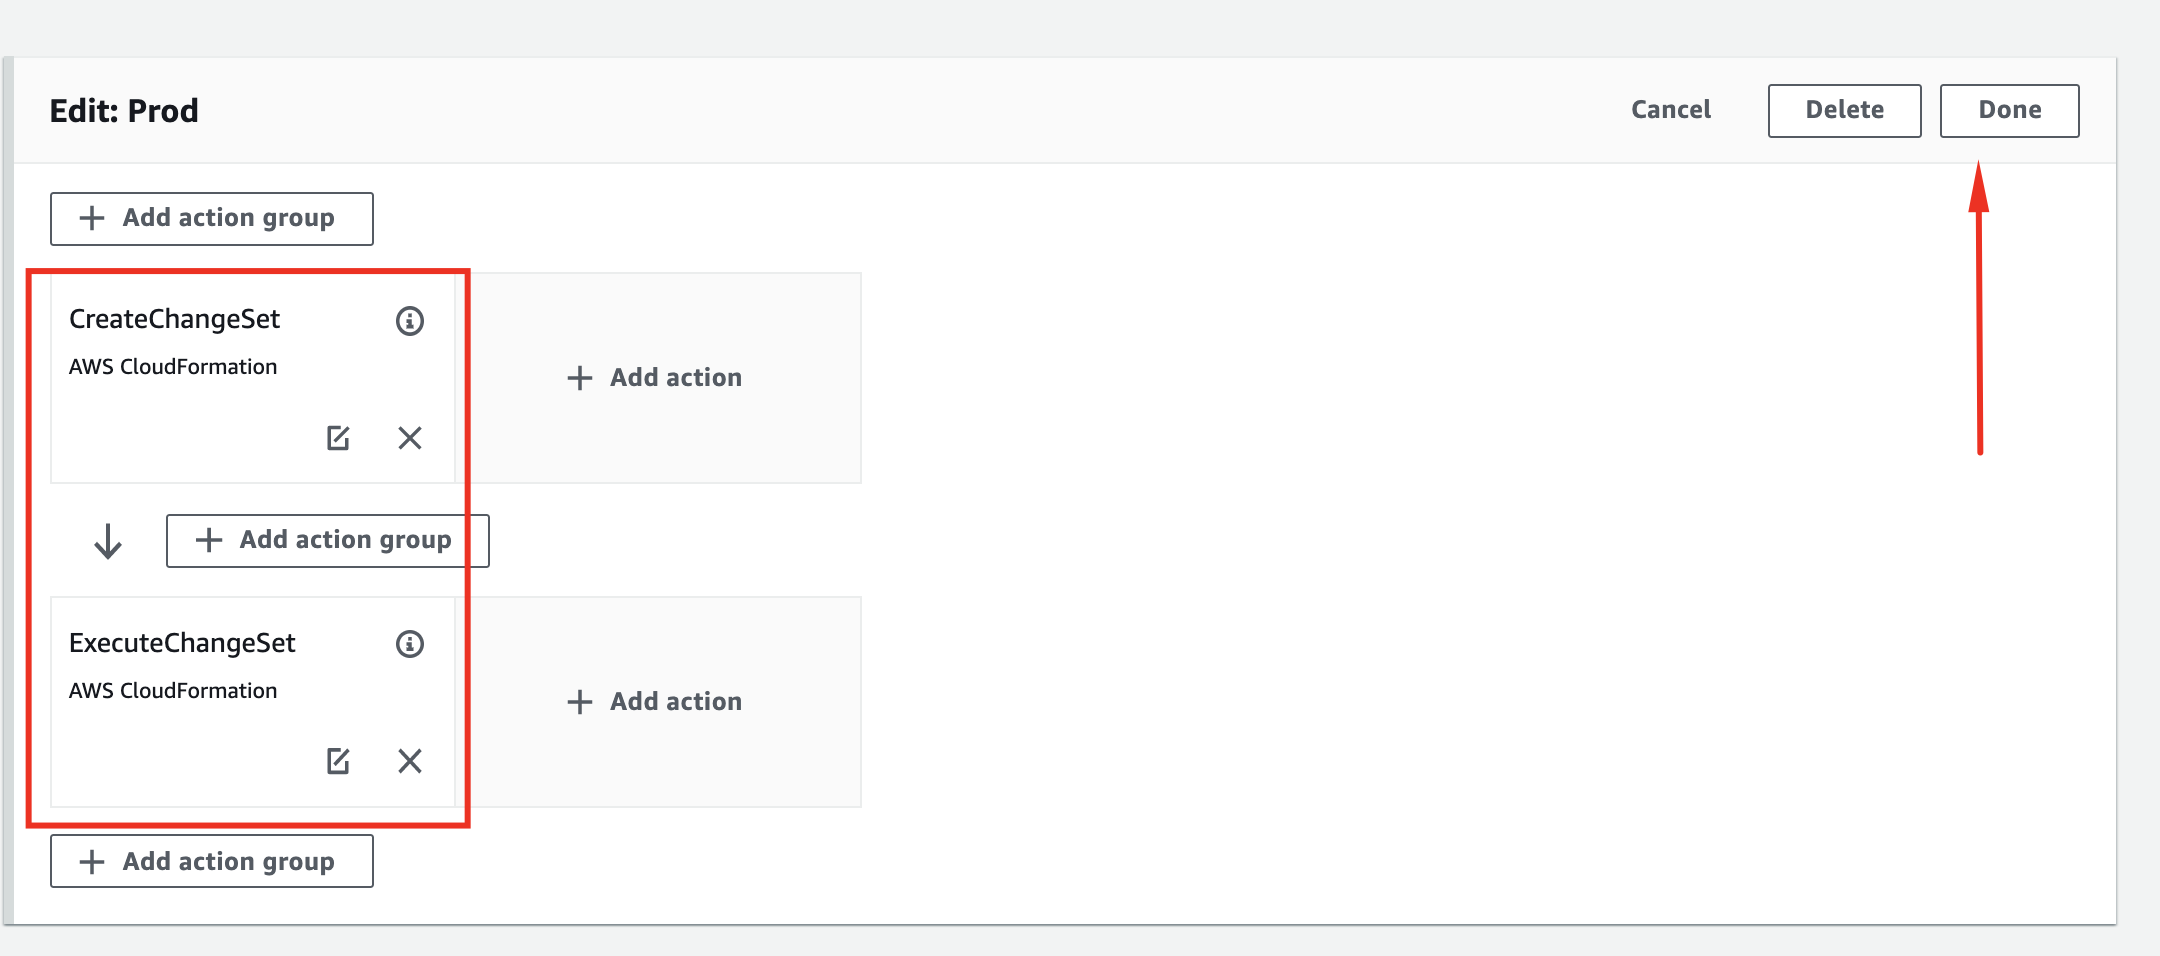 Edit: Prod
Cancel
Delete
Done
Add action group
CreateChangeSet
AWS CloudFormation
Add action
Add action group
ExecuteChangeSet
AWS CloudFormation
Add action
Add action group